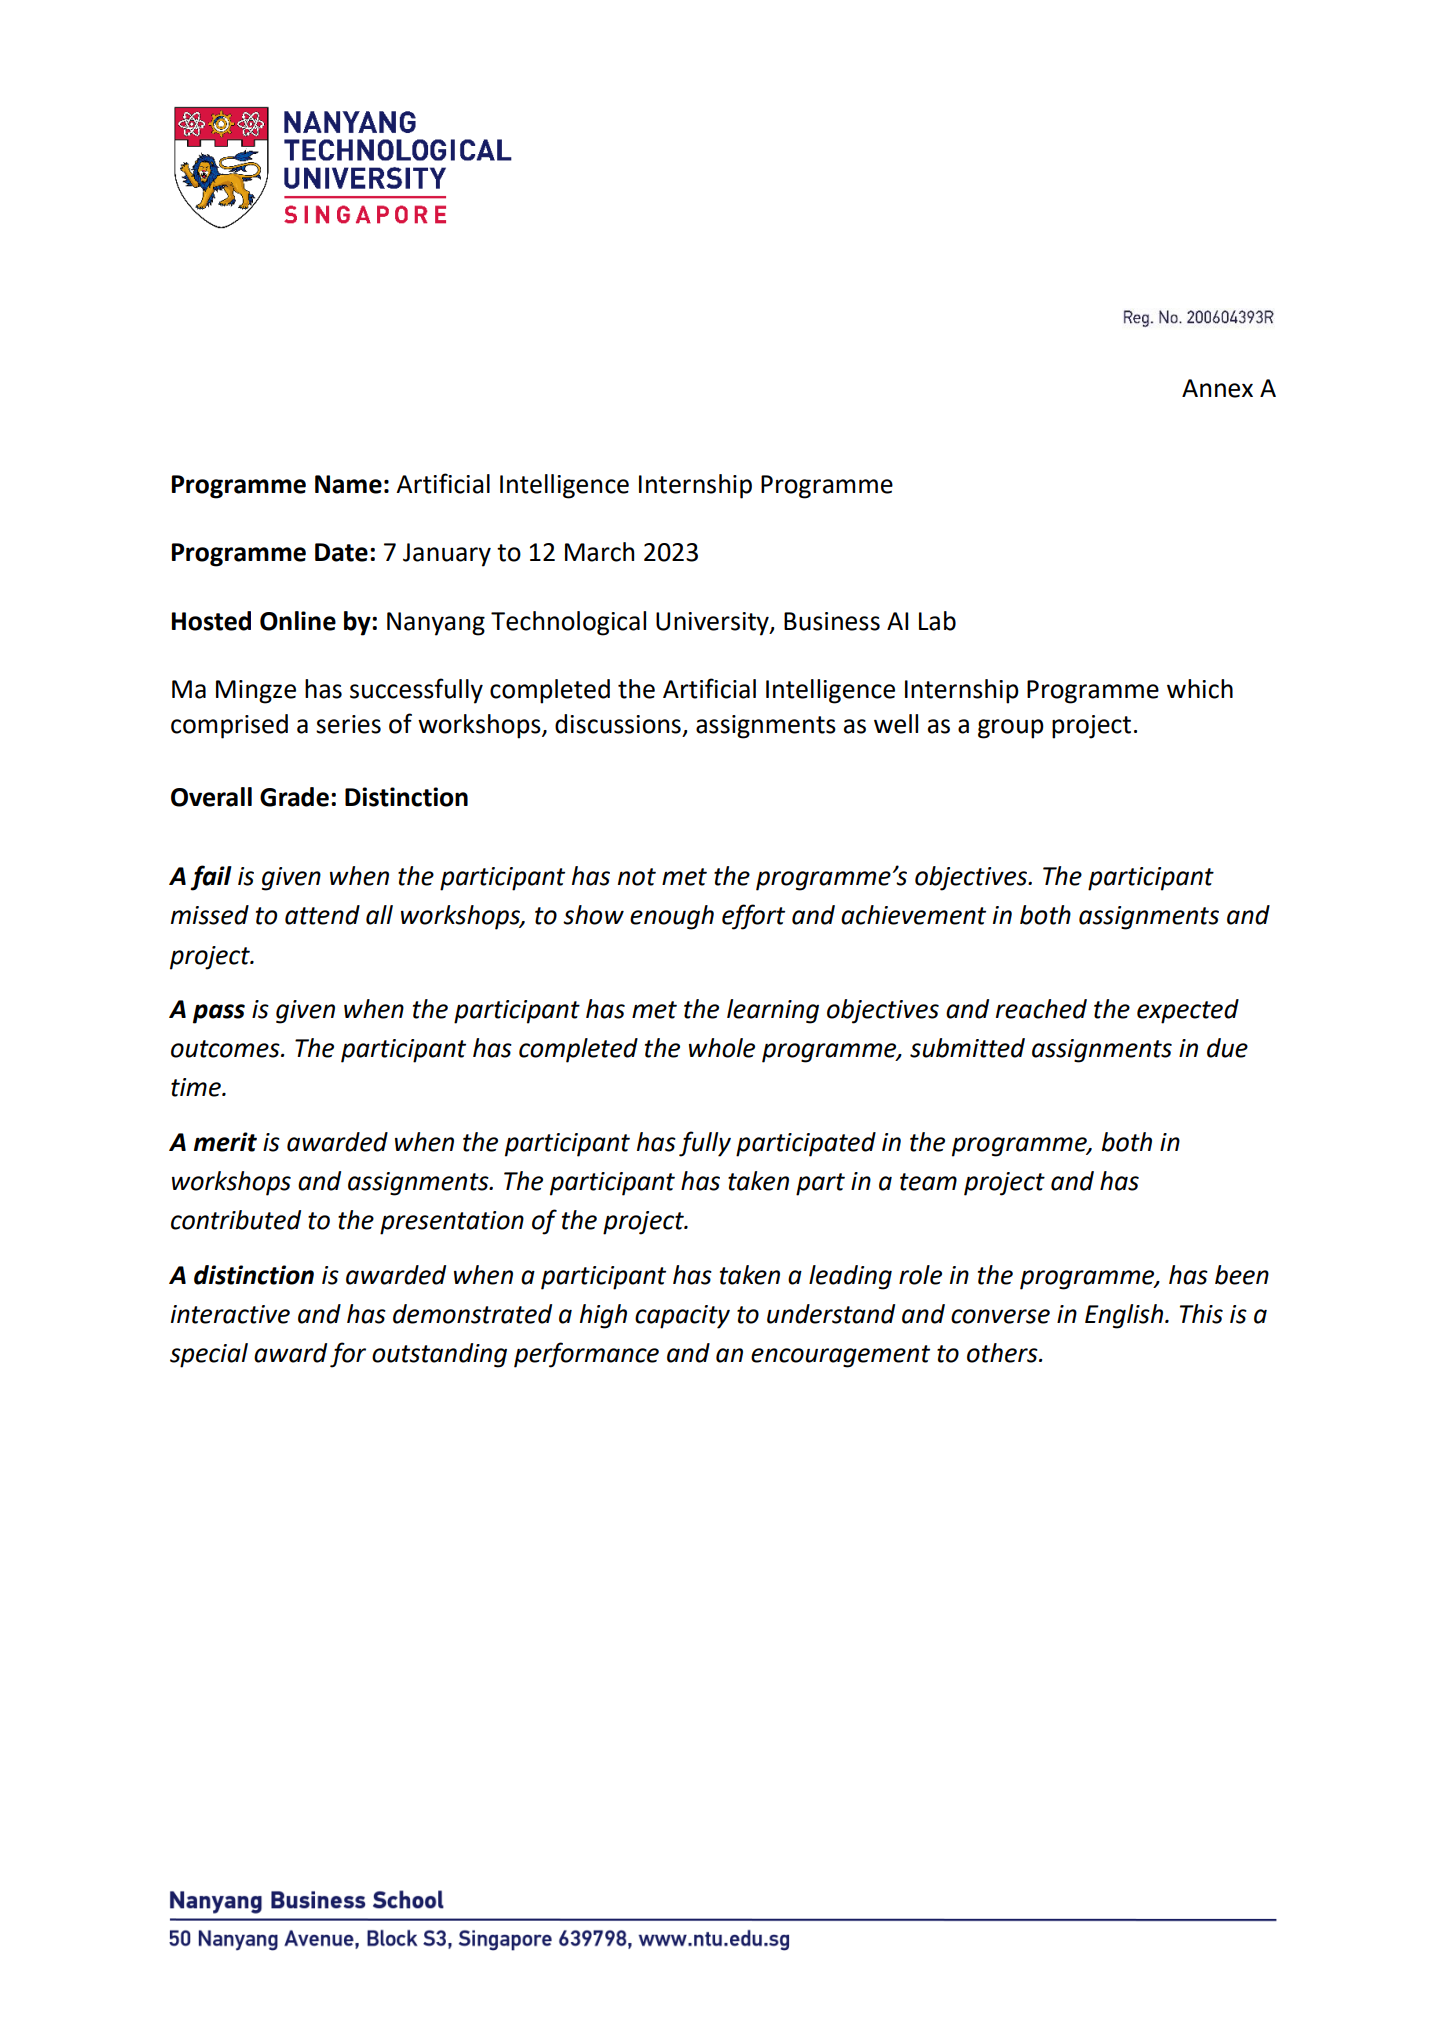 NANYANG
TECHNOLOGICAL
UNIVERSITY
SINGAPORE
Reg. No. 200604393R
Annex A
Programme Name: Artificial Intelligence Internship Programme
Programme Date: 7 January to 12 March 2023
Hosted Online by: Nanyang Technological University, Business AI Lab
Ma Mingze has successfully completed the Artificial Intelligence Internship Programme which
comprised a series of workshops, discussions, assignments as well as a group project.
Overall Grade: Distinction
A fail is given when the participant has not met the programme’s objectives. The participant
missed to attend all workshops, to show enough effort and achievement in both assignments and
project.
A pass is given when the participant has met the learning objectives and reached the expected
outcomes. The participant has completed the whole programme, submitted assignments in due
time.
A merit is awarded when the participant has fully participated in the programme, both in
workshops and assignments. The participant has taken part in a team project and has
contributed to the presentation of the project.
A distinction is awarded when a participant has taken a leading role in the programme, has been
interactive and has demonstrated a high capacity to understand and converse in English. This is a
special award for outstanding performance and an encouragement to others.
Nanyang Business School
50 Nanyang Avenue, Block S3, Singapore 639798, www.ntu.edu.sg